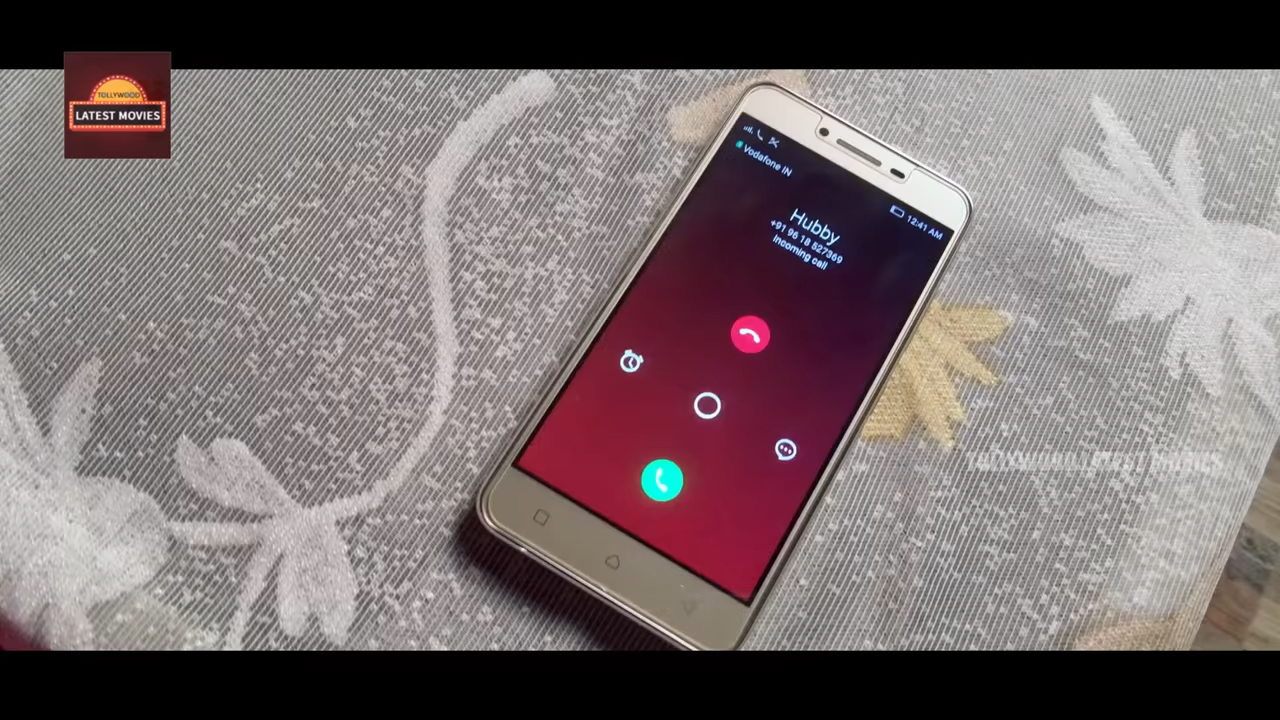 TOLLYWOOD
LATEST MOVIES
Vodafone IN
12:41 AM
Hubby
+91 96 18 527369
Incoming call